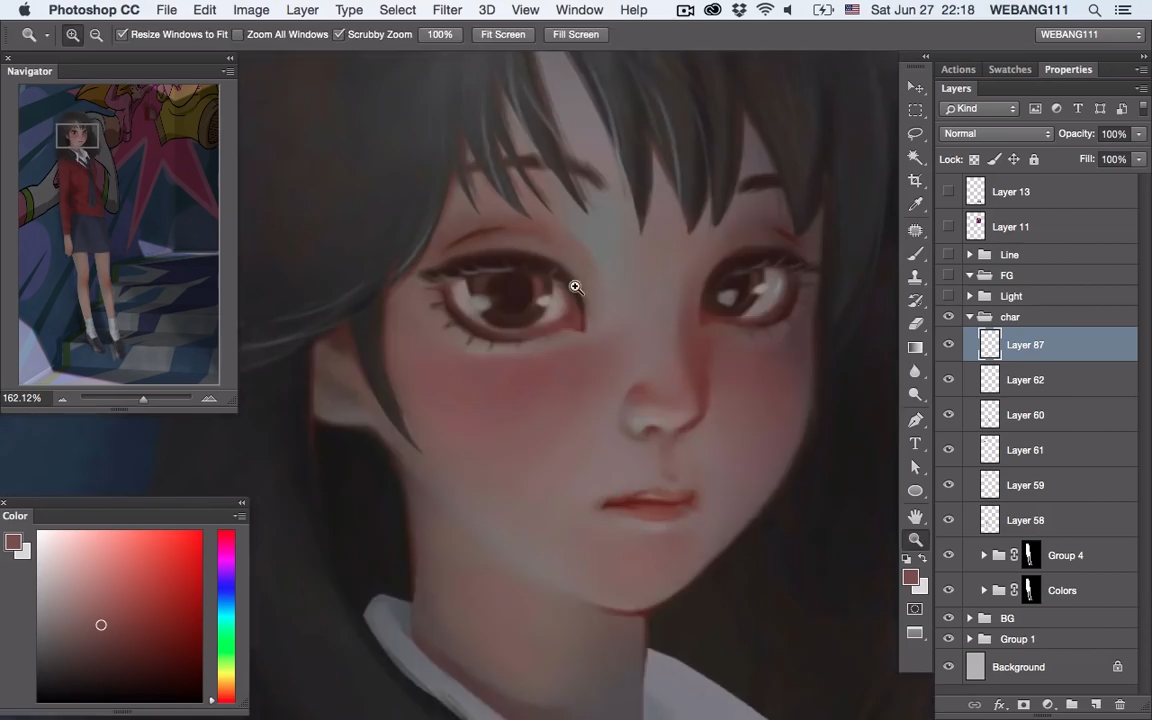 Photoshop CC File Edit Image Layer Type Select Filter 3D View Window Help Sat Jun 27 22:18 WEBANG111
Resize Windows to Fit Zoom All Windows Scrubby Zoom 100% Fit Screen Fill Screen WEBANG111
Navigator
162.12%
Color
Actions Swatches Properties
Layers
Kind
Normal Opacity: 100%
Lock: Fill: 100%
Layer 13
Layer 11
Line
FG
Light
char
Layer 87
Layer 62
Layer 60
Layer 61
Layer 59
Layer 58
Group 4
Colors
BG
Group 1
Background